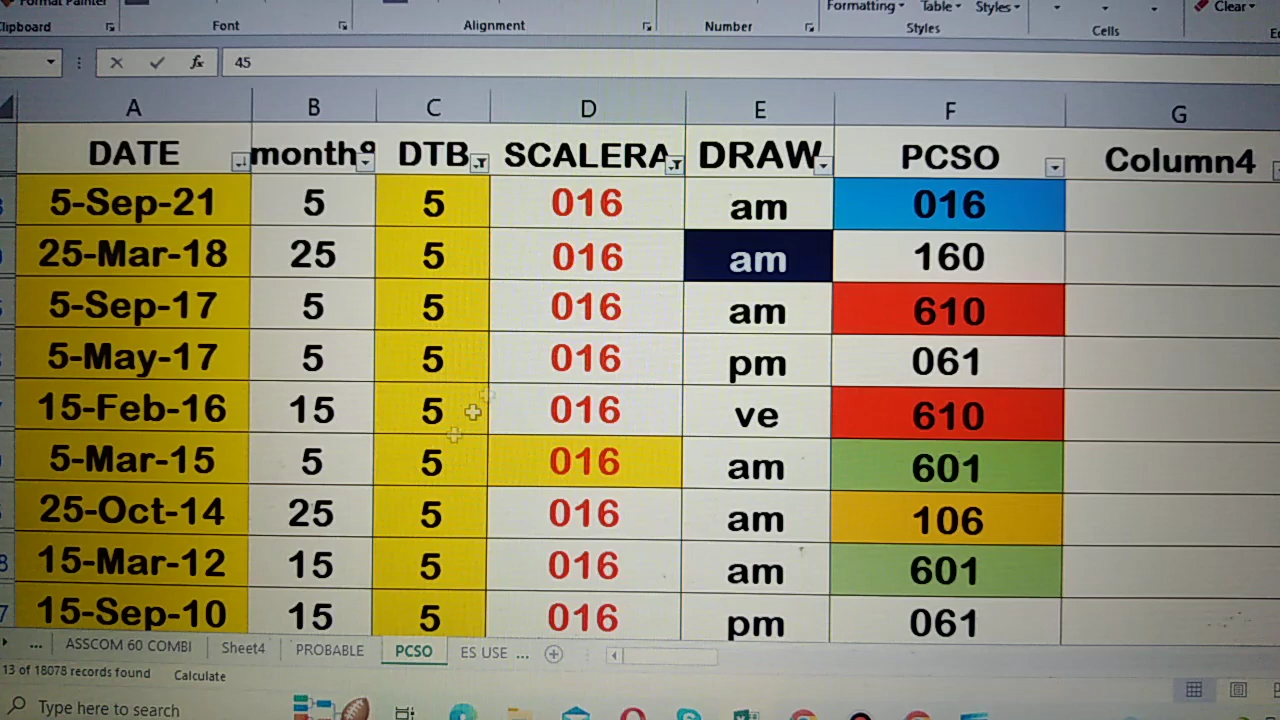 Format Painter
Formatting Table Styles Clear
Clipboard Font Alignment Number Styles Cells
fx 45
A B C D E F G
DATE months DTB SCALERA DRAW PCSO Column4
5-Sep-21 5 5 016 am 016
25-Mar-18 25 5 016 am 160
5-Sep-17 5 5 016 am 610
5-May-17 5 5 016 pm 061
15-Feb-16 15 5 016 ve 610
5-Mar-15 5 5 016 am 601
25-Oct-14 25 5 016 am 106
15-Mar-12 15 5 016 am 601
15-Sep-10 15 5 016 pm 061
... ASSCOM 60 COMBI Sheet4 PROBABLE PCSO ES USE ...
13 of 18078 records found Calculate
Type here to search